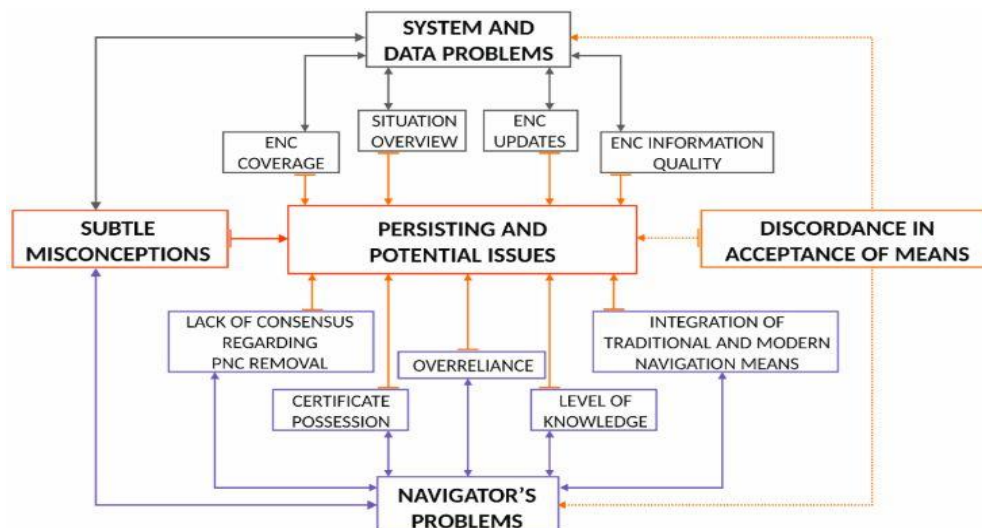 SYSTEM AND
DATA PROBLEMS
ENC
COVERAGE
SITUATION
OVERVIEW
ENC
UPDATES
ENC INFORMATION
QUALITY
SUBTLE
MISCONCEPTIONS
PERSISTING AND
POTENTIAL ISSUES
DISCORDANCE IN
ACCEPTANCE OF MEANS
LACK OF CONSENSUS
REGARDING
PNC REMOVAL
CERTIFICATE
POSSESSION
OVERRELIANCE
LEVEL OF
KNOWLEDGE
INTEGRATION OF
TRADITIONAL AND MODERN
NAVIGATION MEANS
NAVIGATOR'S
PROBLEMS